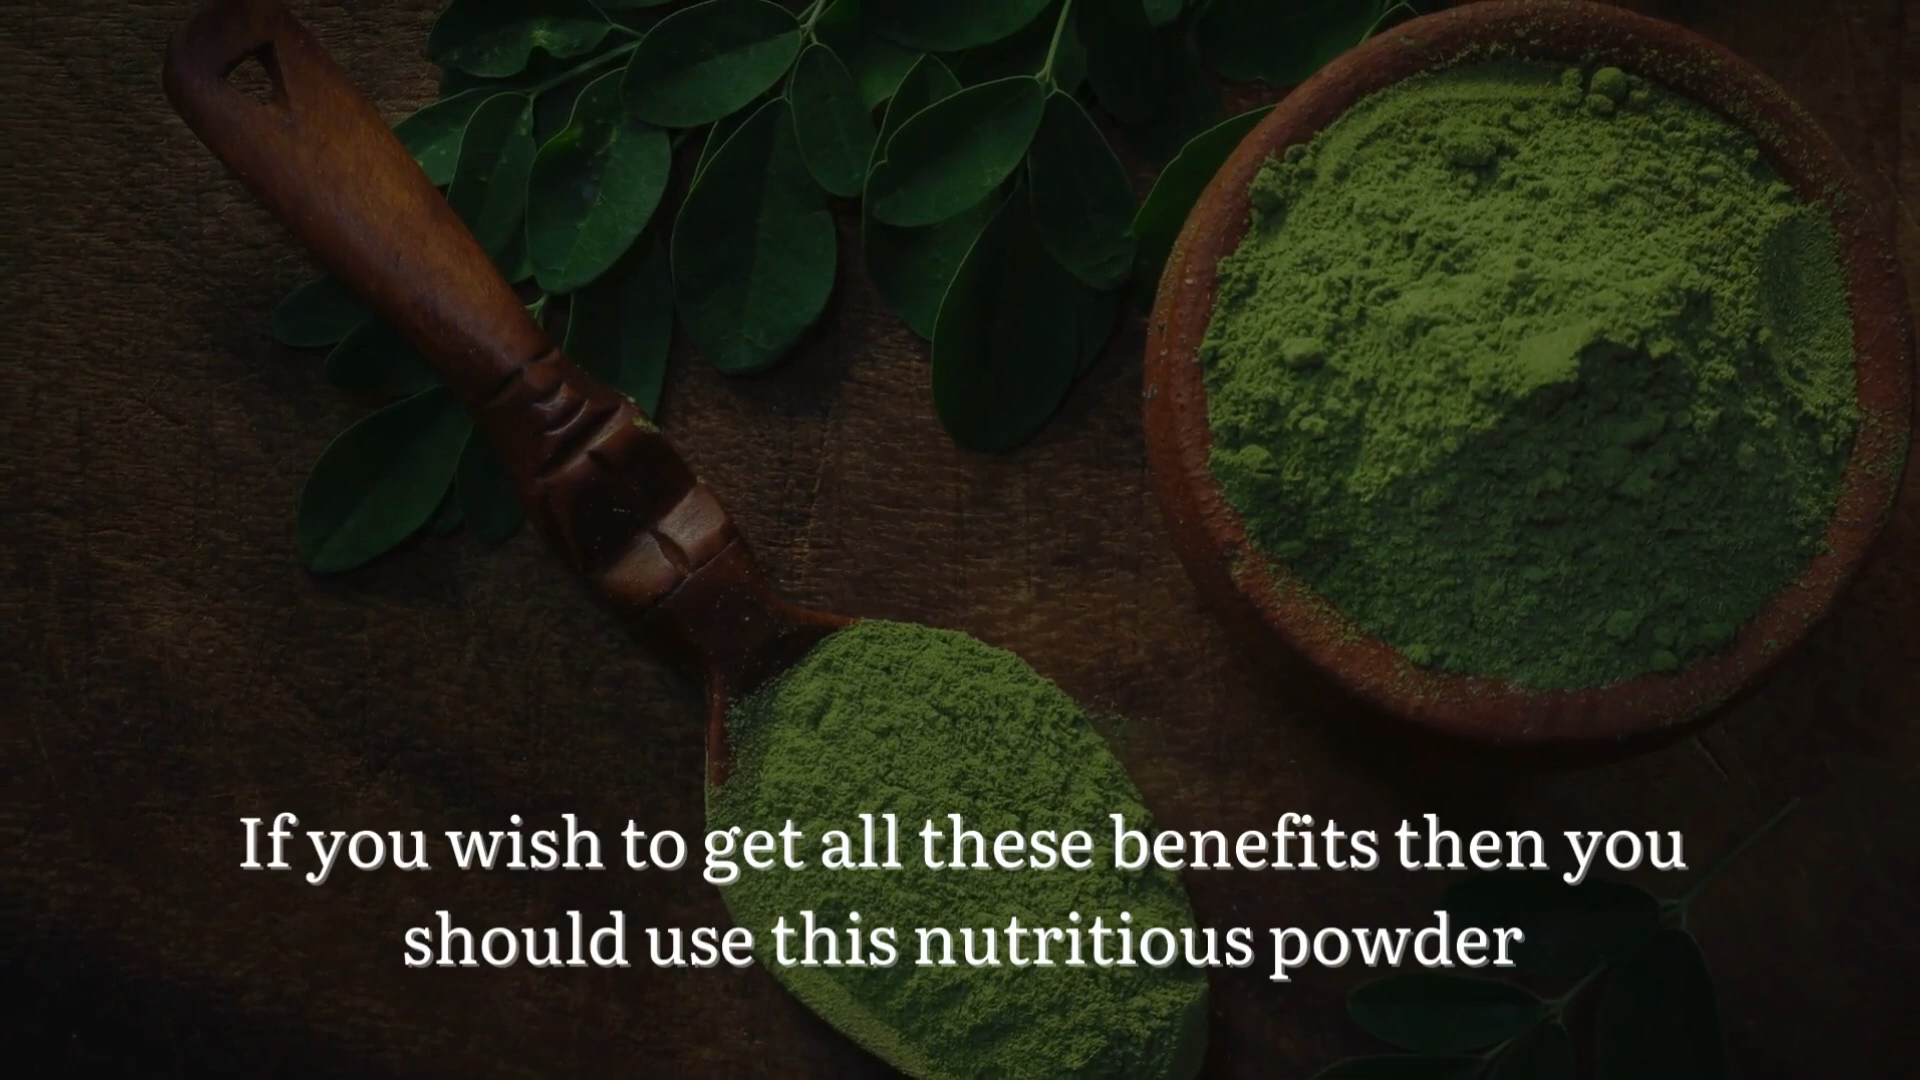 If you wish to get all these benefits then you
should use this nutritious powder